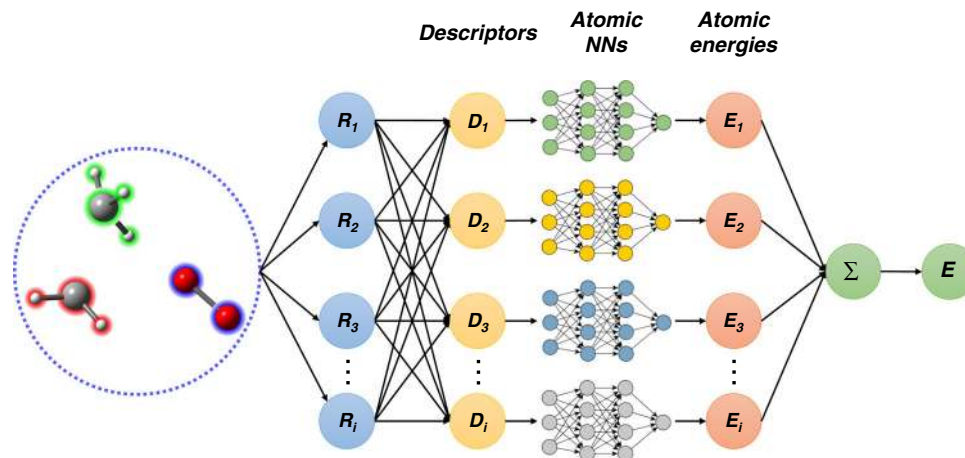 Descriptors
Atomic
NNs
Atomic
energies
R1
D1
E1
R2
D2
E2
Σ
E
R3
D3
E3
Ri
Di
Ei